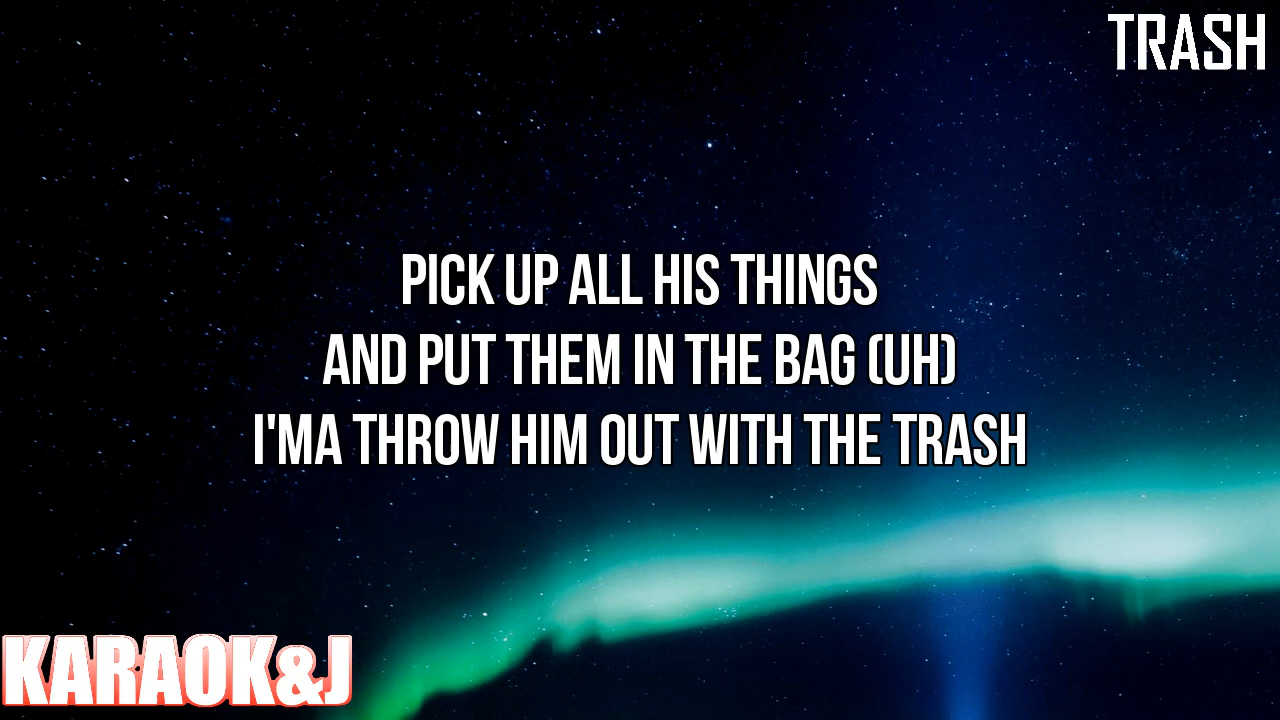 TRASH
PICK UP ALL HIS THINGS
AND PUT THEM IN THE BAG (UH)
I'MA THROW HIM OUT WITH THE TRASH
KARAOK&J